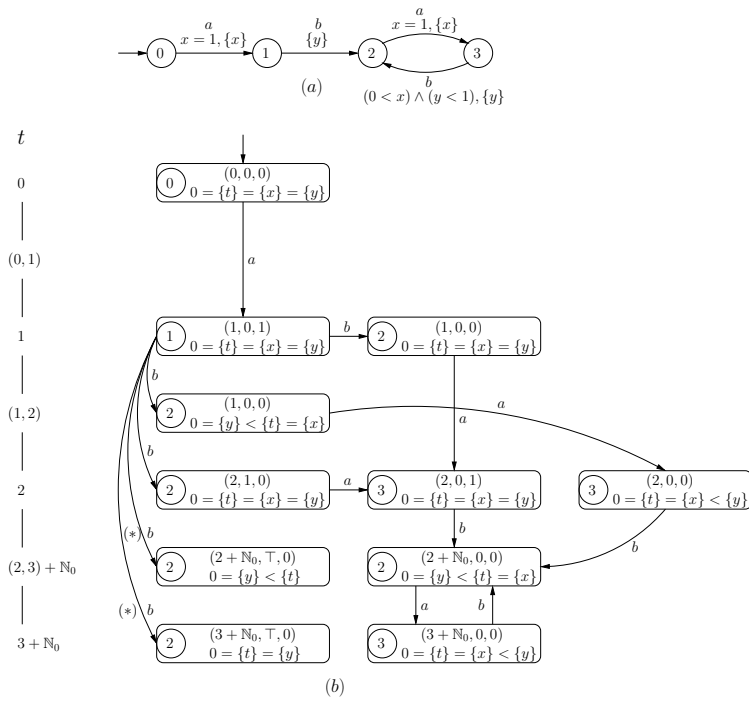 a b a
x = 1, {x} {y} x = 1, {x}
0 1 2 3
b
(0 < x) ∧ (y < 1), {y}
(a)
t
0 0 (0, 0, 0)
0 = {t} = {x} = {y}
(0, 1) a
1 1 (1, 0, 1) b 2 (1, 0, 0)
0 = {t} = {x} = {y} 0 = {t} = {x} = {y}
b
(1, 2) 2 (1, 0, 0) a
0 = {y} < {t} = {x} a
b
2 2 (2, 1, 0) a 3 (2, 0, 1) 3 (2, 0, 0)
0 = {t} = {x} = {y} 0 = {t} = {x} = {y} 0 = {t} = {x} < {y}
(∗) b b b
(2, 3) + ℕ₀ 2 (2 + ℕ₀, ⊤, 0) 2 (2 + ℕ₀, 0, 0)
0 = {y} < {t} 0 = {y} < {t} = {x}
(∗) b a b
3 + ℕ₀ 2 (3 + ℕ₀, ⊤, 0) 3 (3 + ℕ₀, 0, 0)
0 = {t} = {y} 0 = {t} = {x} < {y}
(b)